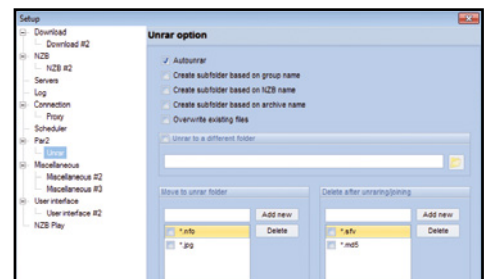 Setup
Download
Download #2
NZB
NZB #2
Servers
Log
Connection
Proxy
Scheduler
Par2
Unrar
Miscellaneous
Miscellaneous #2
Miscellaneous #3
User interface
User interface #2
NZB Play
Unrar option
Autounrar
Create subfolder based on group name
Create subfolder based on NZB name
Create subfolder based on archive name
Overwrite existing files
Unrar to a different folder
Move to unrar folder
Add new
*.nfo
Delete
*.jpg
Delete after unraring/joining
Add new
*.sfv
Delete
*.md5